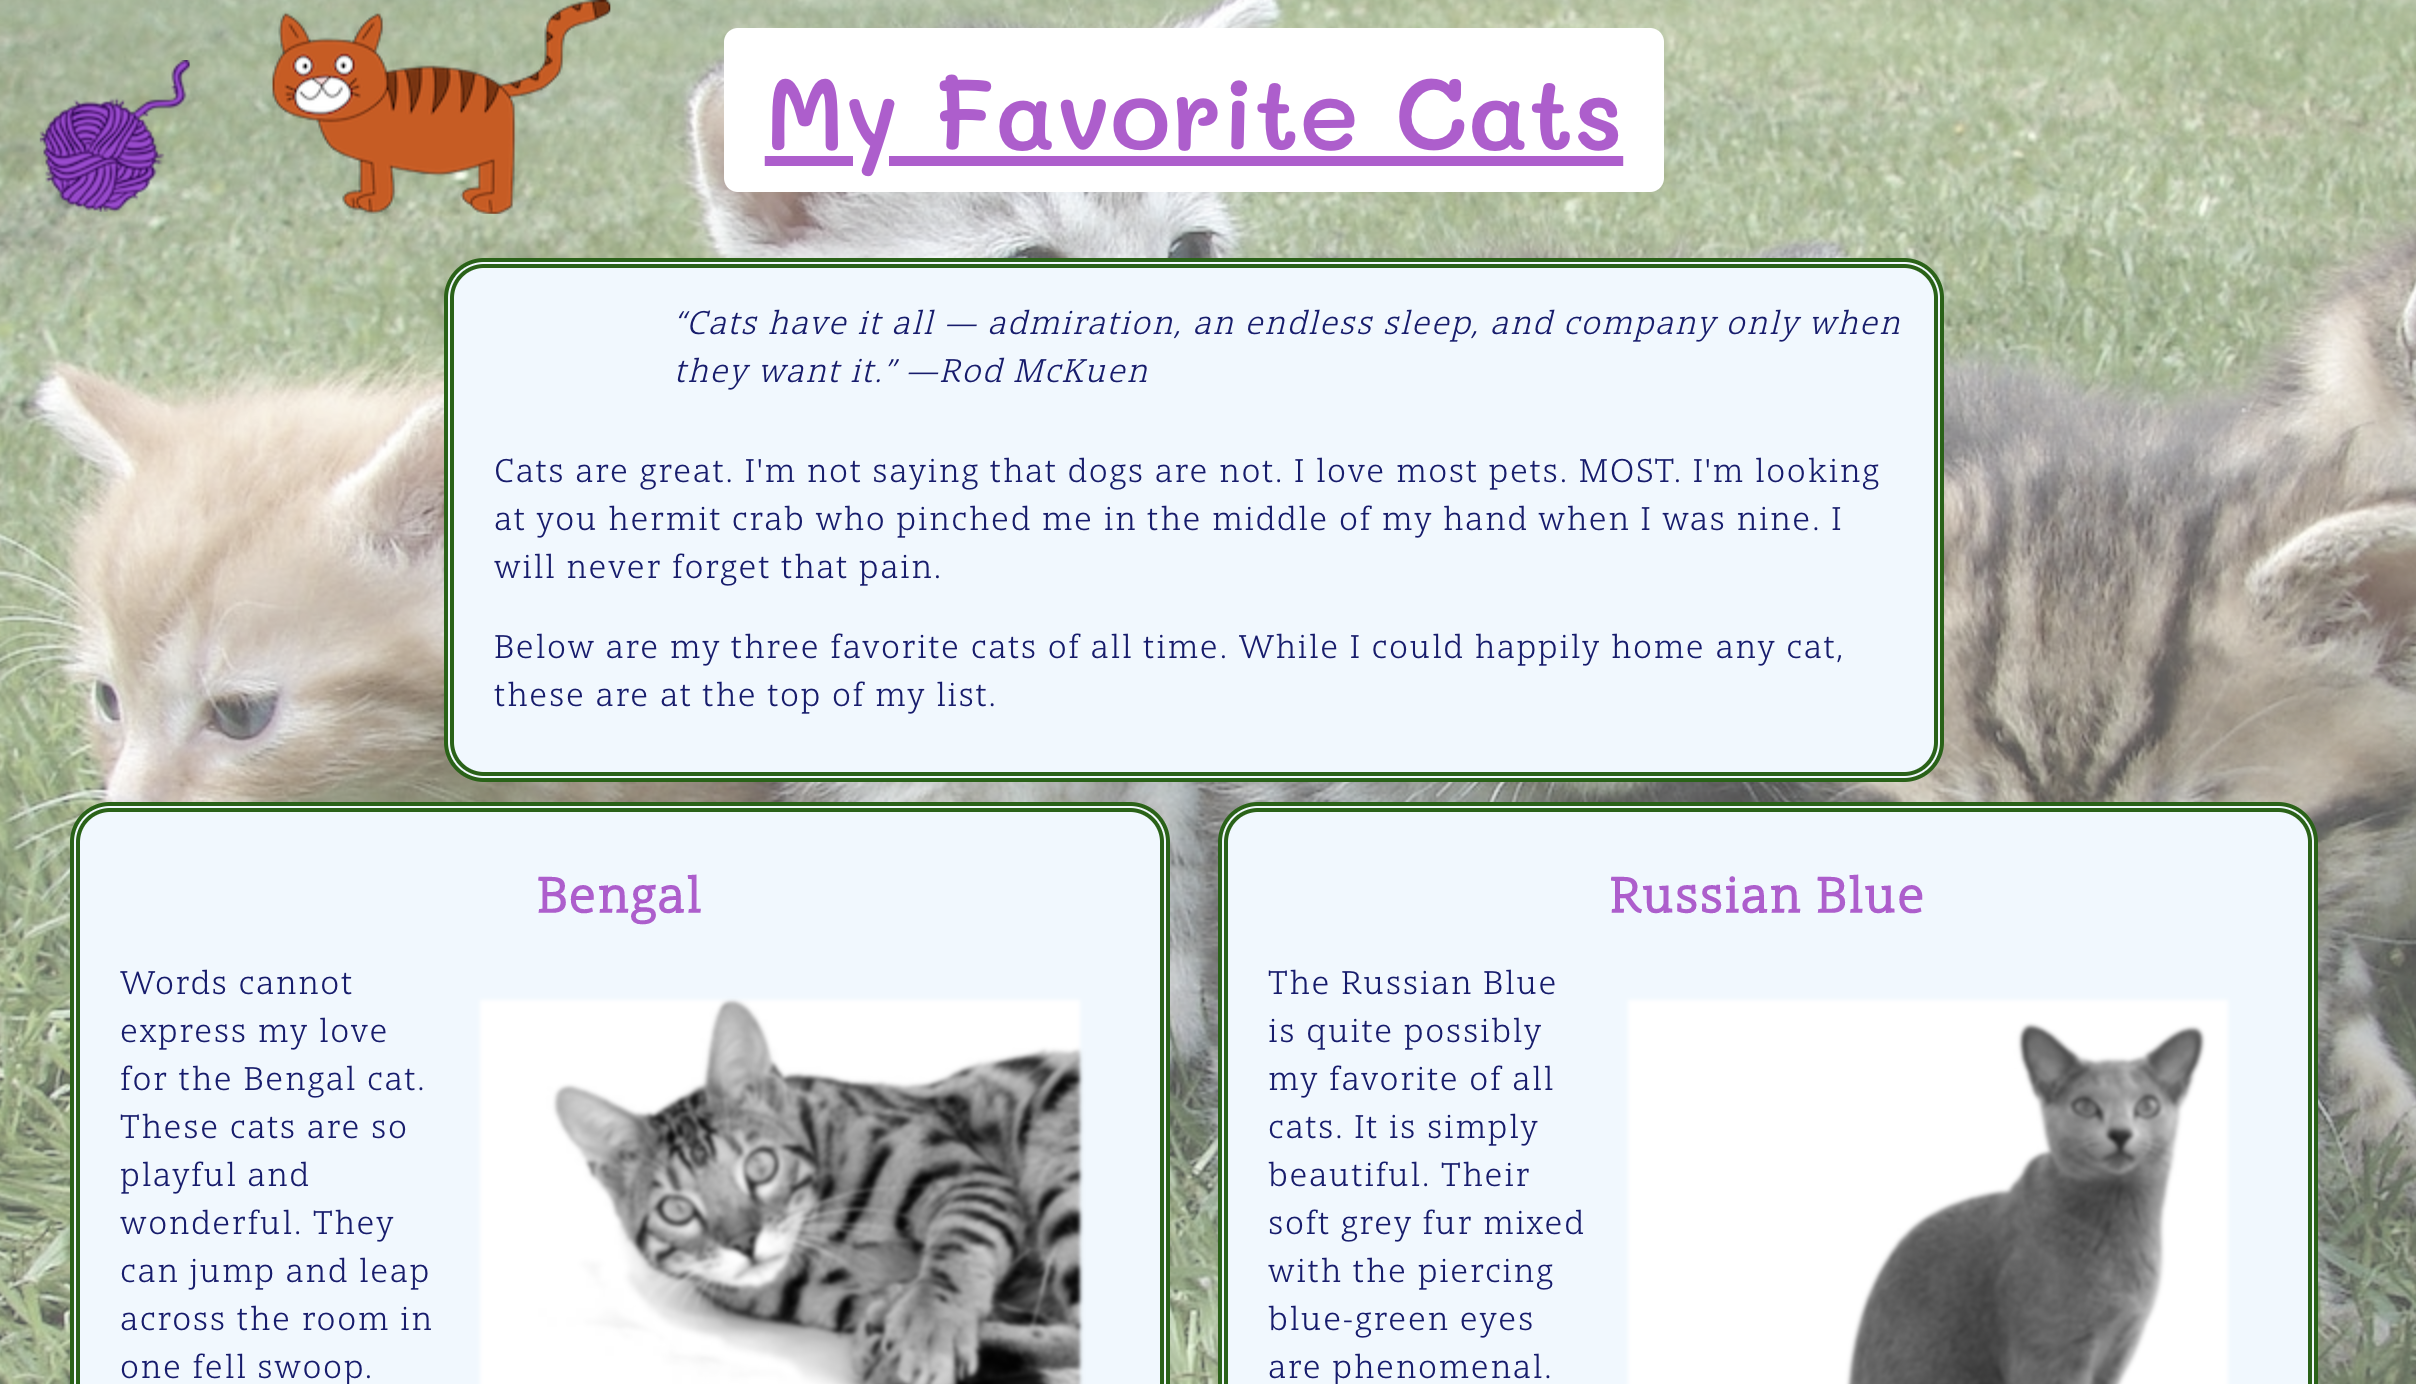 My Favorite Cats
“Cats have it all — admiration, an endless sleep, and company only when
they want it.” —Rod McKuen
Cats are great. I'm not saying that dogs are not. I love most pets. MOST. I'm looking
at you hermit crab who pinched me in the middle of my hand when I was nine. I
will never forget that pain.
Below are my three favorite cats of all time. While I could happily home any cat,
these are at the top of my list.
Bengal
Words cannot
express my love
for the Bengal cat.
These cats are so
playful and
wonderful. They
can jump and leap
across the room in
one fell swoop.
Russian Blue
The Russian Blue
is quite possibly
my favorite of all
cats. It is simply
beautiful. Their
soft grey fur mixed
with the piercing
blue-green eyes
are phenomenal.